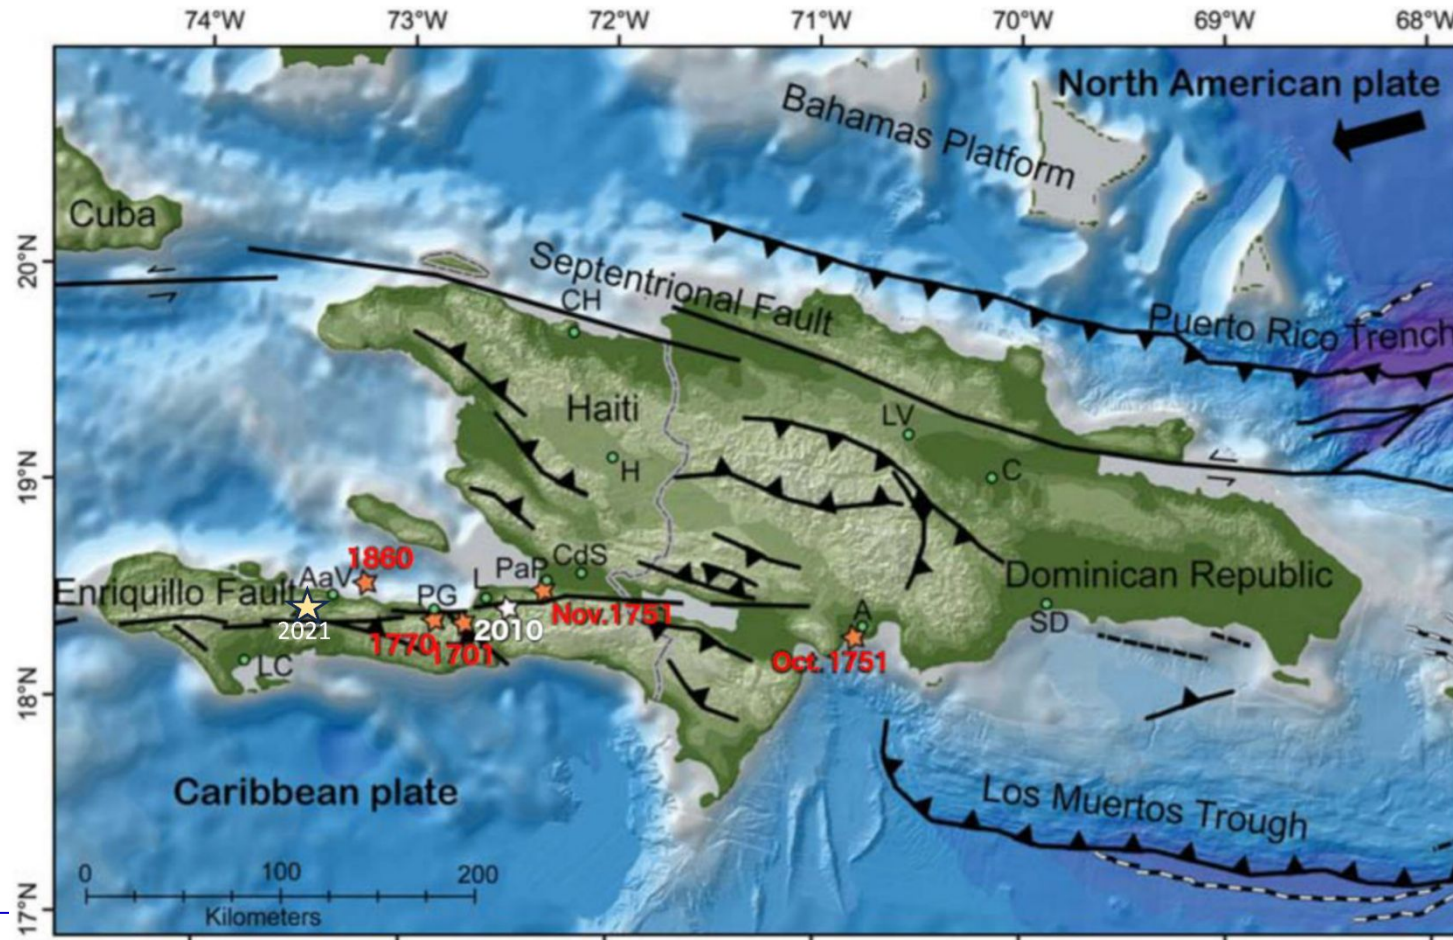 74°W 73°W 72°W 71°W 70°W 69°W 68°W
North American plate
Bahamas Platform
Cuba
20°N
Septentrional Fault
CH
Puerto Rico Trench
Haiti
LV
19°N
H
C
1860
PaP
CdS
Enriquillo Fault
AaV
PG
L
Dominican Republic
2021
1770
1701
2010
Nov.1751
A
SD
Oct.1751
LC
18°N
Caribbean plate
Los Muertos Trough
0 100 200
Kilometers
17°N